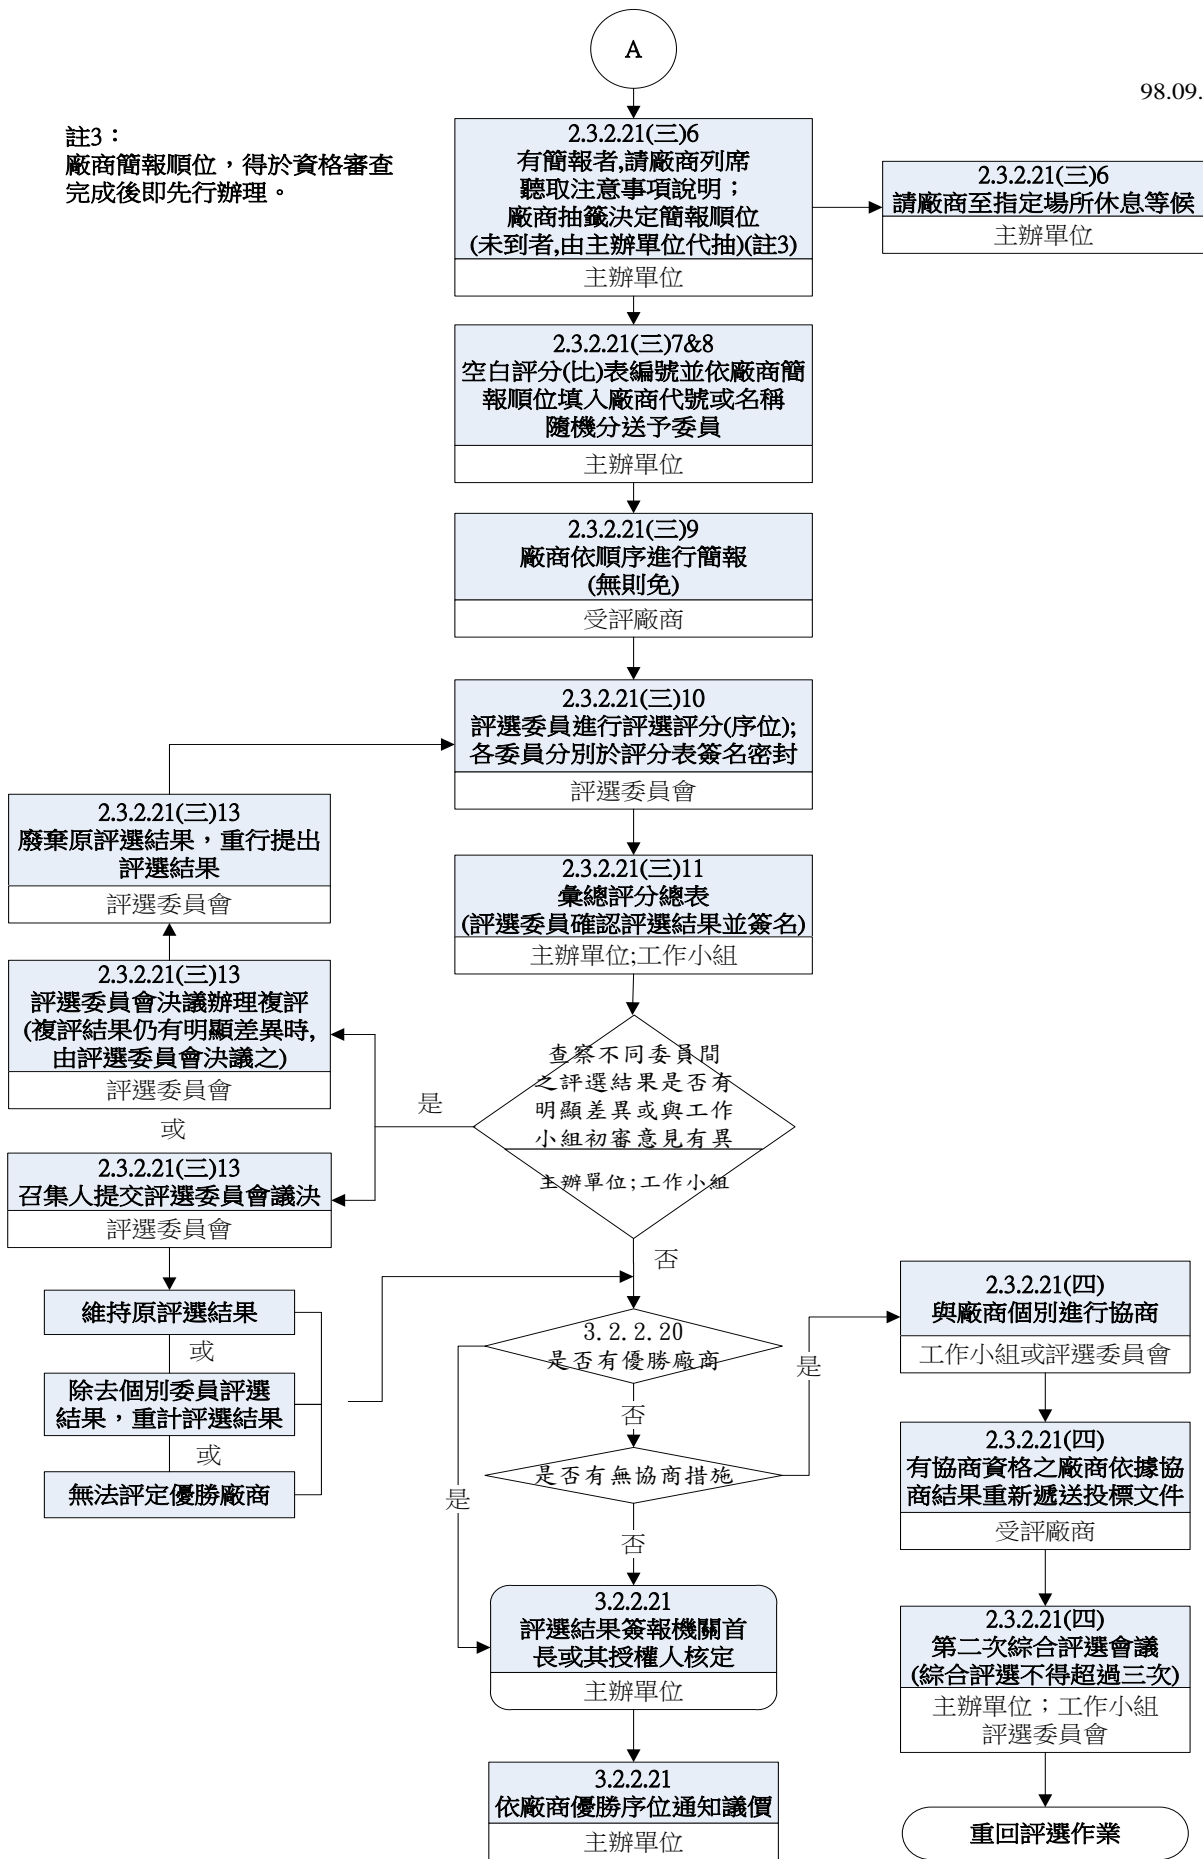 A
98.09.
註3：
廠商簡報順位，得於資格審查
完成後即先行辦理。
2.3.2.21(三)6
有簡報者,請廠商列席
聽取注意事項說明；
廠商抽籤決定簡報順位
(未到者,由主辦單位代抽)(註3)
主辦單位
2.3.2.21(三)6
請廠商至指定場所休息等候
主辦單位
2.3.2.21(三)7&8
空白評分(比)表編號並依廠商簡
報順位填入廠商代號或名稱
隨機分送予委員
主辦單位
2.3.2.21(三)9
廠商依順序進行簡報
(無則免)
受評廠商
2.3.2.21(三)10
評選委員進行評選評分(序位);
各委員分別於評分表簽名密封
評選委員會
2.3.2.21(三)11
彙總評分總表
(評選委員確認評選結果並簽名)
主辦單位;工作小組
查察不同委員間
之評選結果是否有
明顯差異或與工作
小組初審意見有異
主辦單位;工作小組
是
否
2.3.2.21(三)13
廢棄原評選結果，重行提出
評選結果
評選委員會
2.3.2.21(三)13
評選委員會決議辦理複評
(複評結果仍有明顯差異時,
由評選委員會決議之)
評選委員會
或
2.3.2.21(三)13
召集人提交評選委員會議決
評選委員會
維持原評選結果
或
除去個別委員評選
結果，重計評選結果
或
無法評定優勝廠商
3.2.2.20
是否有優勝廠商
是
否
是否有無協商措施
是
否
3.2.2.21
評選結果簽報機關首
長或其授權人核定
主辦單位
3.2.2.21
依廠商優勝序位通知議價
主辦單位
2.3.2.21(四)
與廠商個別進行協商
工作小組或評選委員會
2.3.2.21(四)
有協商資格之廠商依據協
商結果重新遞送投標文件
受評廠商
2.3.2.21(四)
第二次綜合評選會議
(綜合評選不得超過三次)
主辦單位；工作小組
評選委員會
重回評選作業